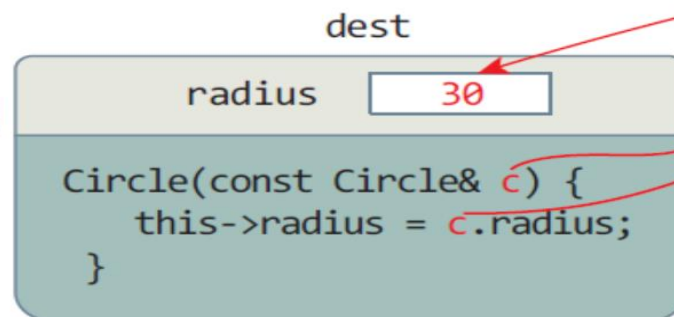 dest
radius 30
Circle(const Circle& c) {
this->radius = c.radius;
}